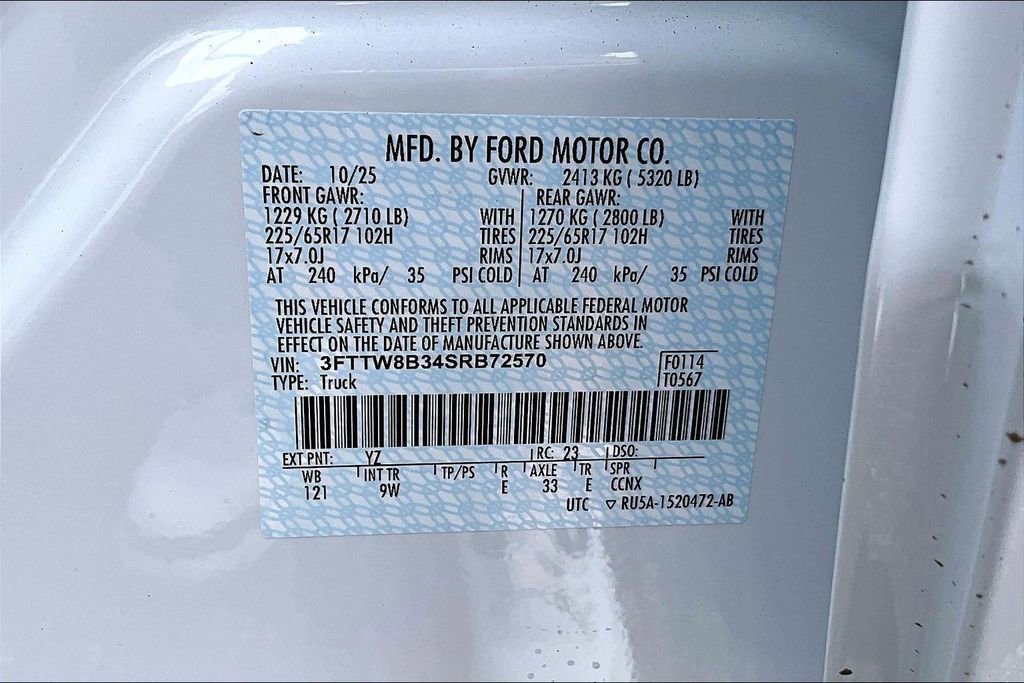 MFD. BY FORD MOTOR CO.
DATE: 10/25 GVWR: 2413 KG ( 5320 LB)
FRONT GAWR: REAR GAWR:
1229 KG ( 2710 LB) WITH 1270 KG ( 2800 LB) WITH
225/65R17 102H TIRES 225/65R17 102H TIRES
17x7.0J RIMS 17x7.0J RIMS
AT 240 kPa/ 35 PSI COLD AT 240 kPa/ 35 PSI COLD
THIS VEHICLE CONFORMS TO ALL APPLICABLE FEDERAL MOTOR
VEHICLE SAFETY AND THEFT PREVENTION STANDARDS IN
EFFECT ON THE DATE OF MANUFACTURE SHOWN ABOVE.
VIN: 3FTTW8B34SRB72570 F0114
TYPE: Truck T0567
EXT PNT: YZ RC: 23 DSO:
WB INT TR TP/PS R AXLE TR SPR
121 9W E 33 E CCNX
UTC ▽ RU5A-1520472-AB